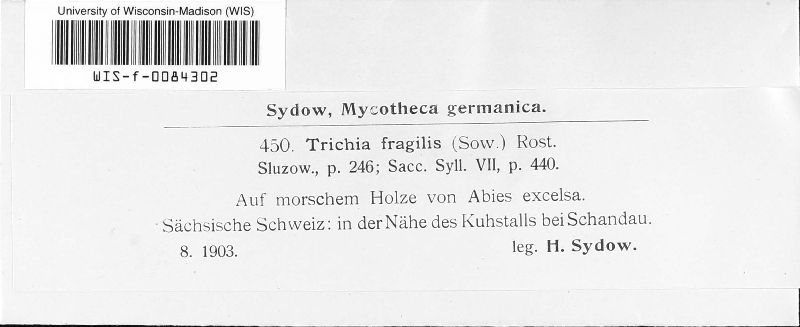 University of Wisconsin-Madison (WIS)
WIS-f-0084302
Sydow, Mycotheca germanica.
450. Trichia fragilis (Sow.) Rost.
Sluzow., p. 246; Sacc. Syll. VII, p. 440.
Auf morschem Holze von Abies excelsa.
Sächsische Schweiz: in der Nähe des Kuhstalls bei Schandau.
8. 1903. leg. H. Sydow.